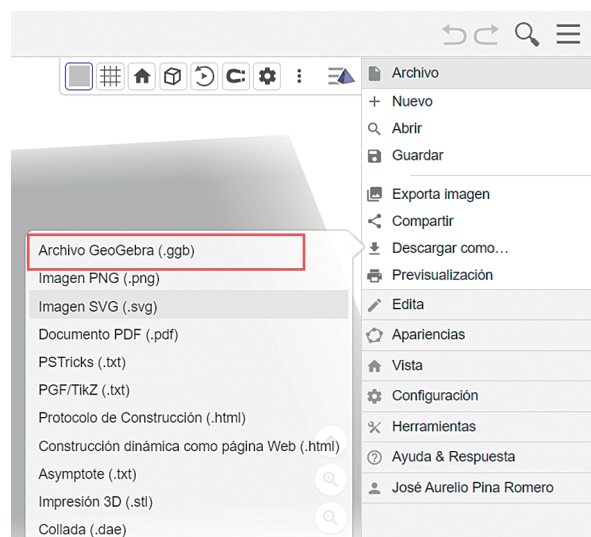 Archivo
Nuevo
Abrir
Guardar
Exporta imagen
Compartir
Descargar como…
Previsualización
Archivo GeoGebra (.ggb)
Imagen PNG (.png)
Imagen SVG (.svg)
Documento PDF (.pdf)
PSTricks (.txt)
PGF/TikZ (.txt)
Protocolo de Construcción (.html)
Construcción dinámica como página Web (.html)
Asymptote (.txt)
Impresión 3D (.stl)
Collada (.dae)
Edita
Apariencias
Vista
Configuración
Herramientas
Ayuda & Respuesta
José Aurelio Pina Romero